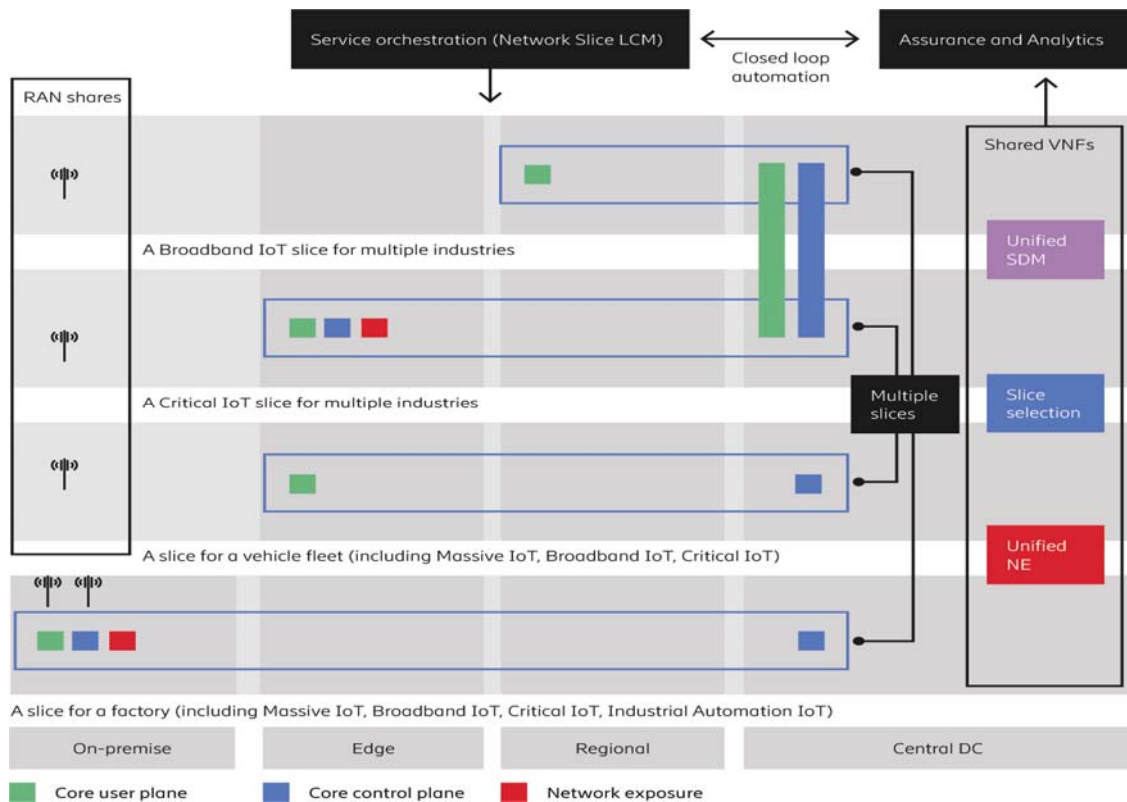 Service orchestration (Network Slice LCM)
Closed loop
automation
Assurance and Analytics
RAN shares
Shared VNFs
A Broadband IoT slice for multiple industries
Unified
SDM
A Critical IoT slice for multiple industries
Multiple
slices
Slice
selection
A slice for a vehicle fleet (including Massive IoT, Broadband IoT, Critical IoT)
Unified
NE
A slice for a factory (including Massive IoT, Broadband IoT, Critical IoT, Industrial Automation IoT)
On-premise
Edge
Regional
Central DC
Core user plane
Core control plane
Network exposure